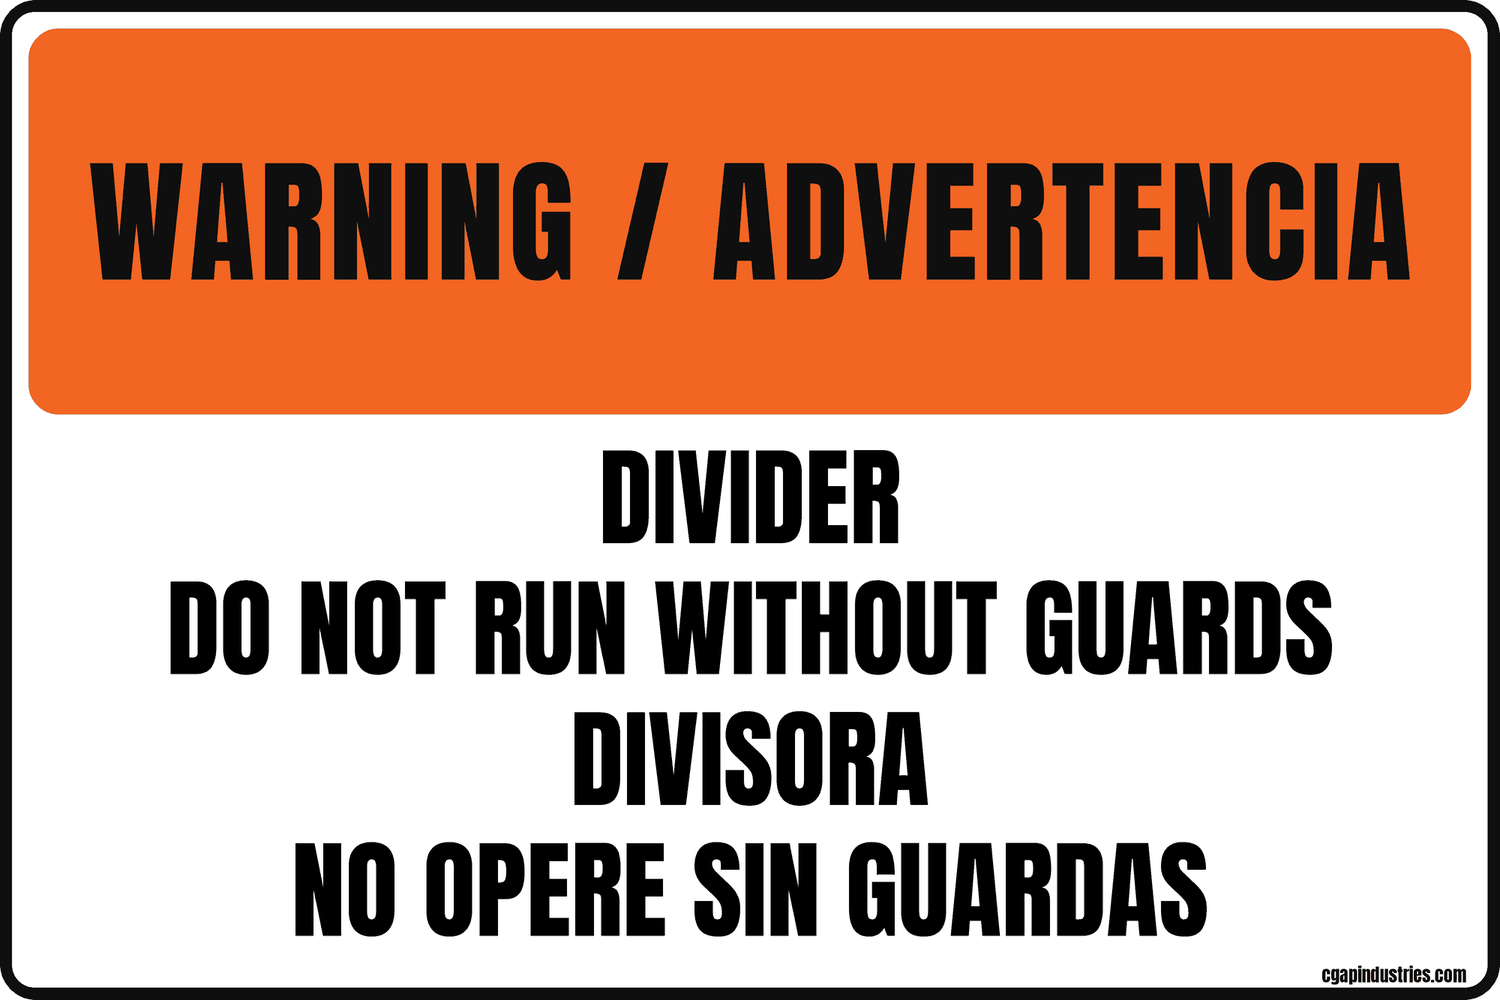 WARNING / ADVERTENCIA
DIVIDER
DO NOT RUN WITHOUT GUARDS
DIVISORA
NO OPERE SIN GUARDAS
cgapindustries.com